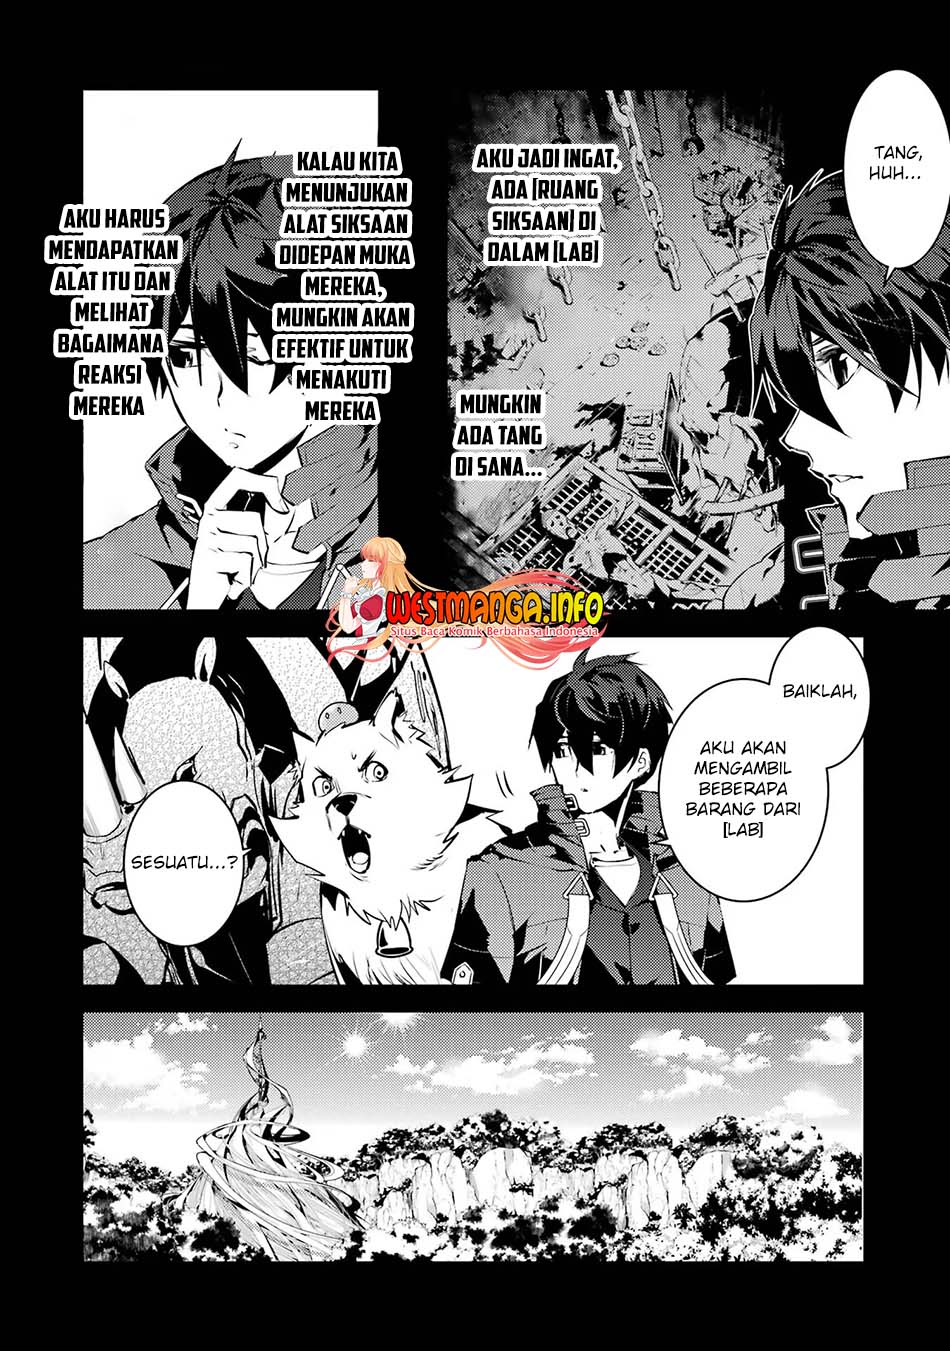 TANG,
HUH...
AKU JADI INGAT,
ADA [RUANG
SIKSAAN] DI
DALAM [LAB]
MUNGKIN
ADA TANG
DI SANA...
KALAU KITA
MENUNJUKAN
ALAT SIKSAAN
DIDEPAN MUKA
MEREKA,
MUNGKIN AKAN
EFEKTIF UNTUK
MENAKUTI
MEREKA
AKU HARUS
MENDAPATKAN
ALAT ITU DAN
MELIHAT
BAGAIMANA
REAKSI
MEREKA
WESTMANGA.INFO
Situs Baca Komik Berbahasa Indonesia
BAIKLAH,
AKU AKAN
MENGAMBIL
BEBERAPA
BARANG DARI
[LAB]
SESUATU...?